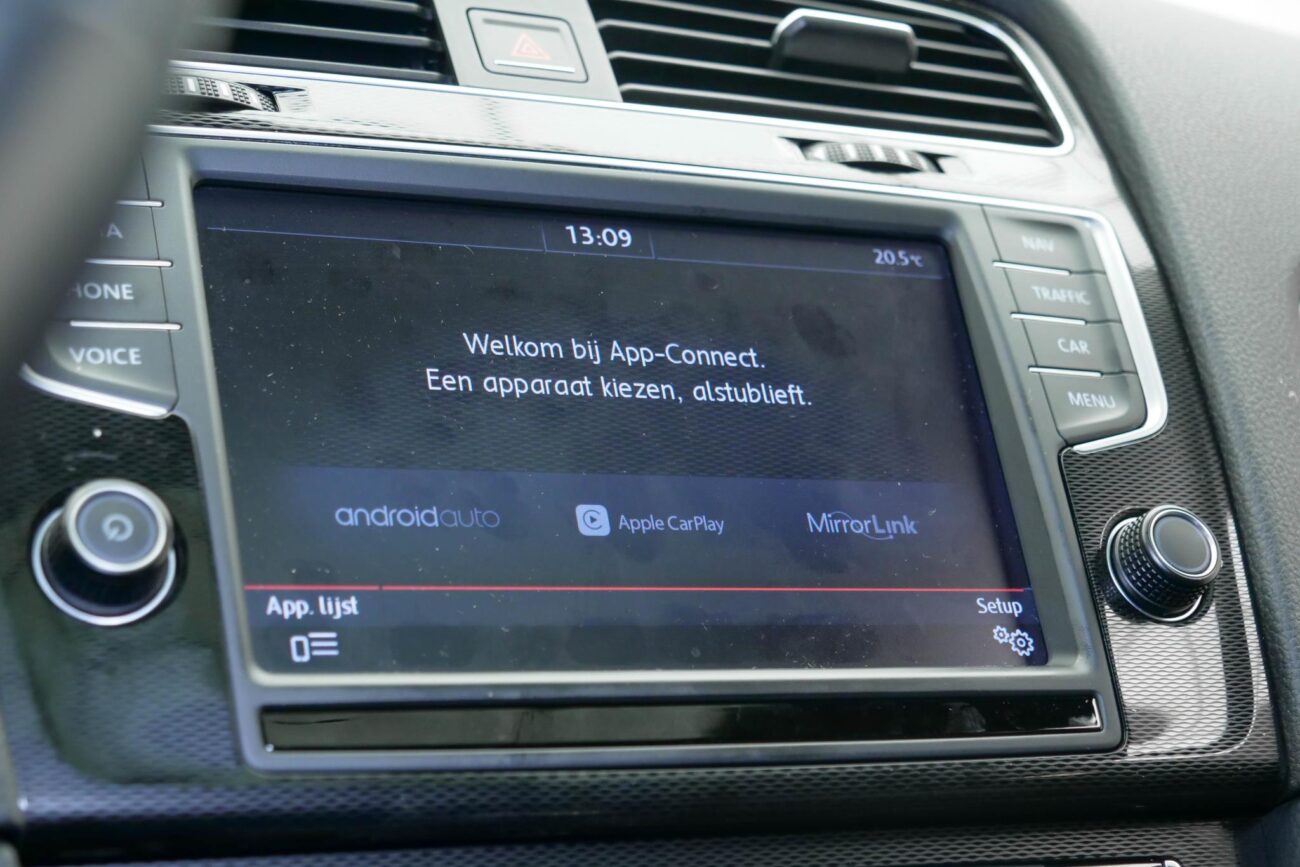 13:09
20.5°C
Welkom bij App-Connect.
Een apparaat kiezen, alstublieft.
androidauto
Apple CarPlay
MirrorLink
App. lijst
Setup
VOICE
NAV
TRAFFIC
CAR
MENU